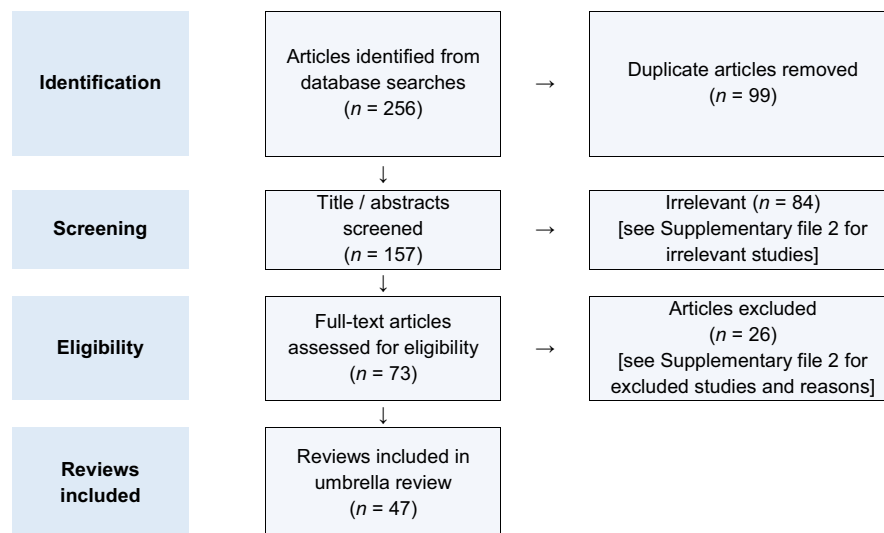 Identification
Articles identified from
database searches
(n = 256)
→
Duplicate articles removed
(n = 99)
↓
Screening
Title / abstracts
screened
(n = 157)
→
Irrelevant (n = 84)
[see Supplementary file 2 for
irrelevant studies]
↓
Eligibility
Full-text articles
assessed for eligibility
(n = 73)
→
Articles excluded
(n = 26)
[see Supplementary file 2 for
excluded studies and reasons]
↓
Reviews
included
Reviews included in
umbrella review
(n = 47)